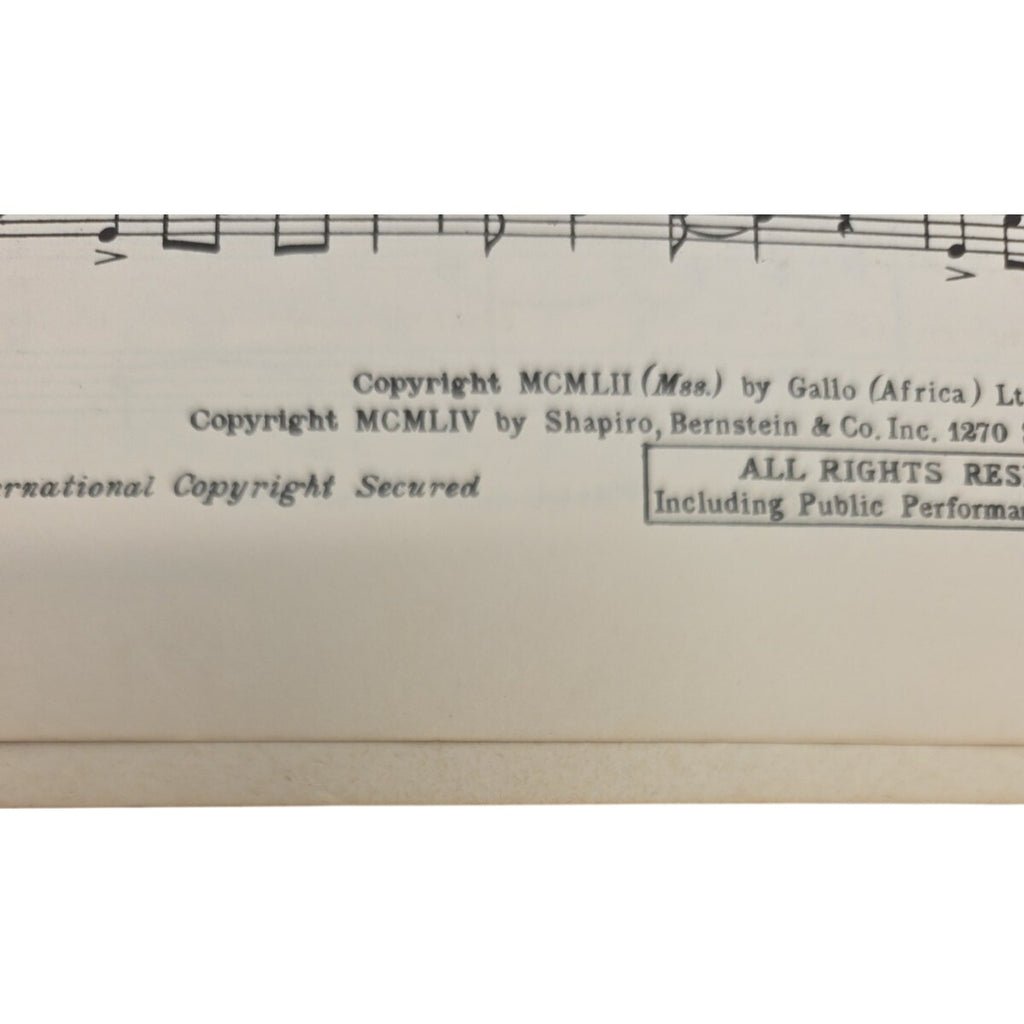 Copyright MCMLII (Mss.) by Gallo (Africa) Lt
Copyright MCMLIV by Shapiro, Bernstein & Co. Inc. 1270
ernational Copyright Secured
ALL RIGHTS RES
Including Public Performa